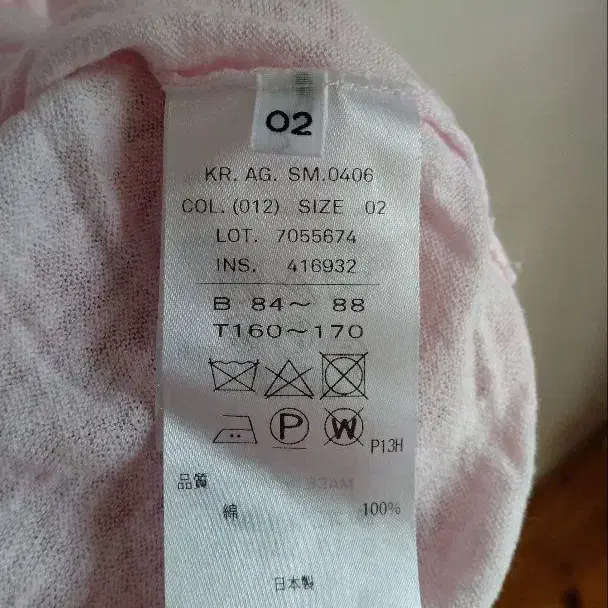 02
KR. AG. SM.0406
COL. (012) SIZE 02
LOT. 7055674
INS. 416932
B 84～ 88
T160～170
P W P13H
品質
綿 100%
日本製